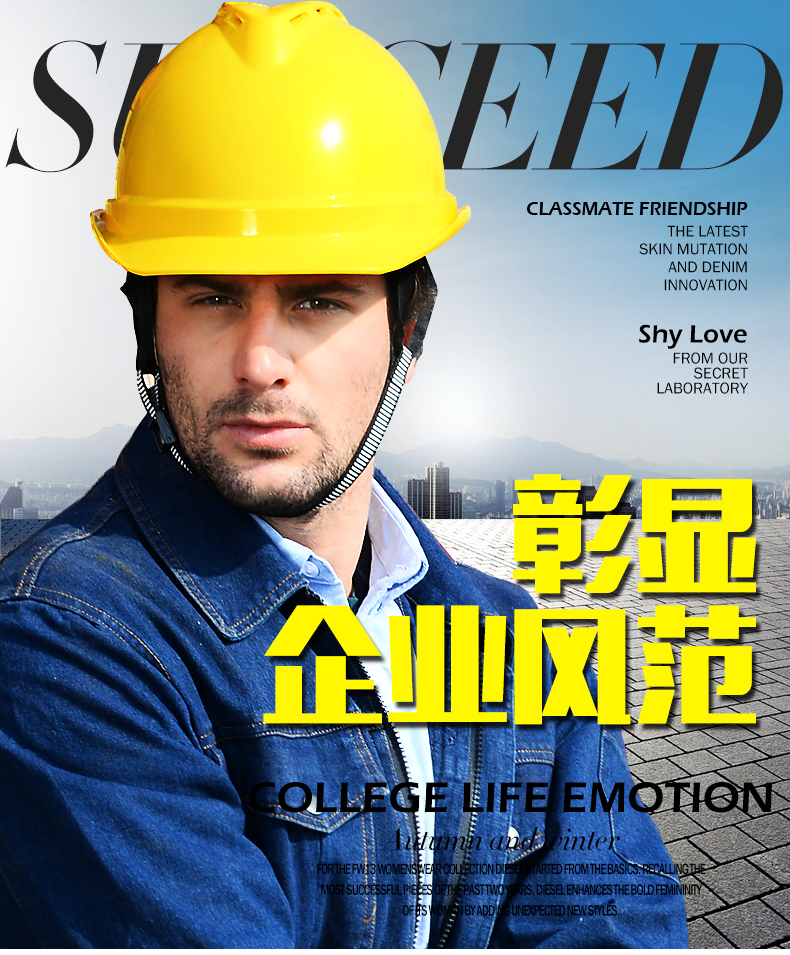 SUCCEED
CLASSMATE FRIENDSHIP
THE LATEST
SKIN MUTATION
AND DENIM
INNOVATION
Shy Love
FROM OUR
SECRET
LABORATORY
彰显
企业风范
COLLEGE LIFE EMOTION
Autumn and winter
FOR THE FW13 WOMENSWEAR COLLECTION DIESEL STARTED FROM THE BASICS. RECALLING THE
MOST SUCCESSFUL PIECES OF THE PAST TWO YEARS, DIESEL ENHANCES THE BOLD FEMININITY
OF ITS WOMEN BY ADDING UNEXPECTED NEW STYLES.